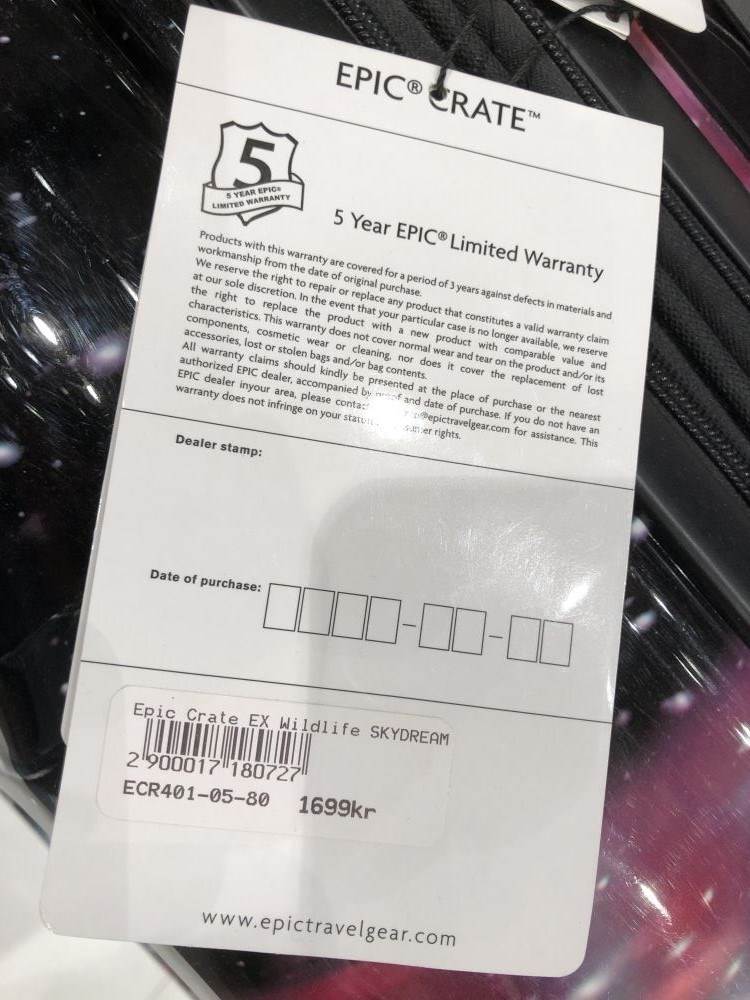 EPIC® CRATE™
5
5 YEAR EPIC®
LIMITED WARRANTY
5 Year EPIC® Limited Warranty
Products with this warranty are covered for a period of 3 years against defects in materials and
workmanship from the date of original purchase.
We reserve the right to repair or replace any product that constitutes a valid warranty claim
at our sole discretion. In the event that your particular case is no longer available, we reserve
the right to replace the product with a new product with comparable value and
characteristics. This warranty does not cover normal wear and tear on the product and/or its
components, cosmetic wear or cleaning, nor does it cover the replacement of lost
accessories, lost or stolen bags and/or bag contents.
All warranty claims should kindly be presented at the place of purchase or the nearest
authorized EPIC dealer, accompanied by proof and date of purchase. If you do not have an
EPIC dealer inyour area, please @epictravelgear.com for assistance. This
warranty does not infringe on your rights.
Dealer stamp:
Date of purchase: - -
Epic Crate EX Wildlife SKYDREAM
2 900017 180727
ECR401-05-80 1699kr
www.epictravelgear.com